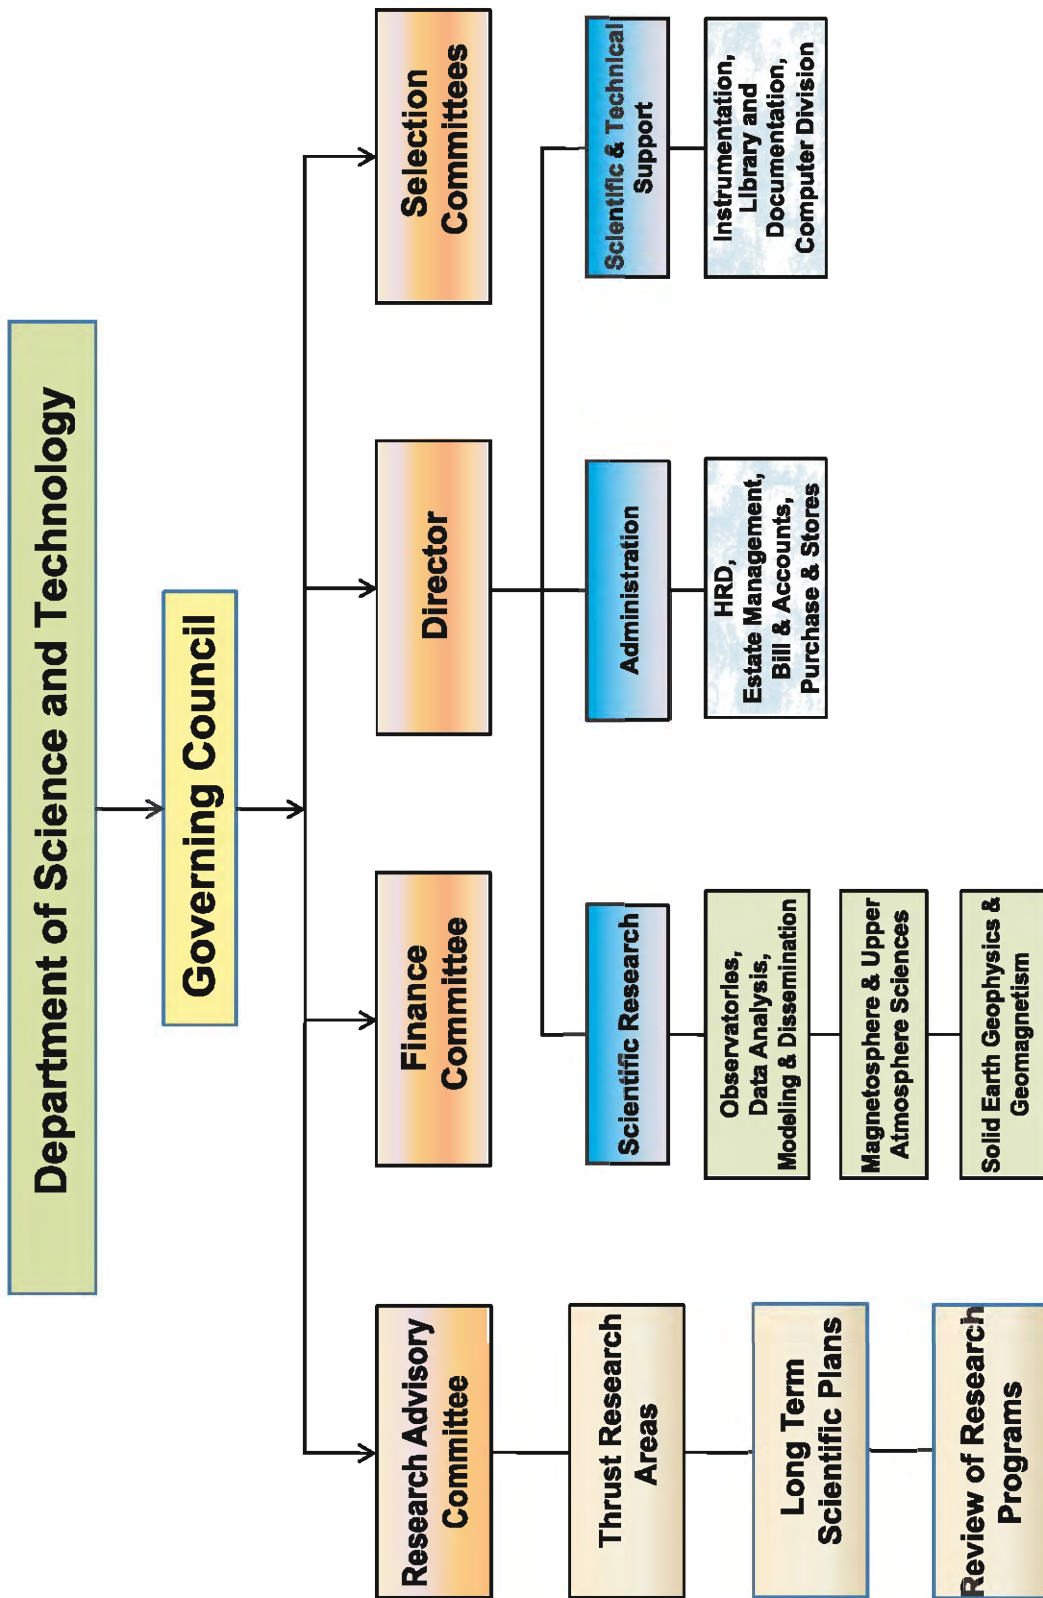 Department of Science and Technology
Governing Council
Research Advisory
Committee
Finance
Committee
Director
Selection
Committees
Thrust Research
Areas
Long Term
Scientific Plans
Review of Research
Programs
Scientific Research
Observatories,
Data Analysis,
Modeling & Dissemination
Magnetosphere & Upper
Atmosphere Sciences
Solid Earth Geophysics &
Geomagnetism
Administration
HRD,
Estate Management,
Bill & Accounts,
Purchase & Stores
Scientific & Technical
Support
Instrumentation,
Library and
Documentation,
Computer Division